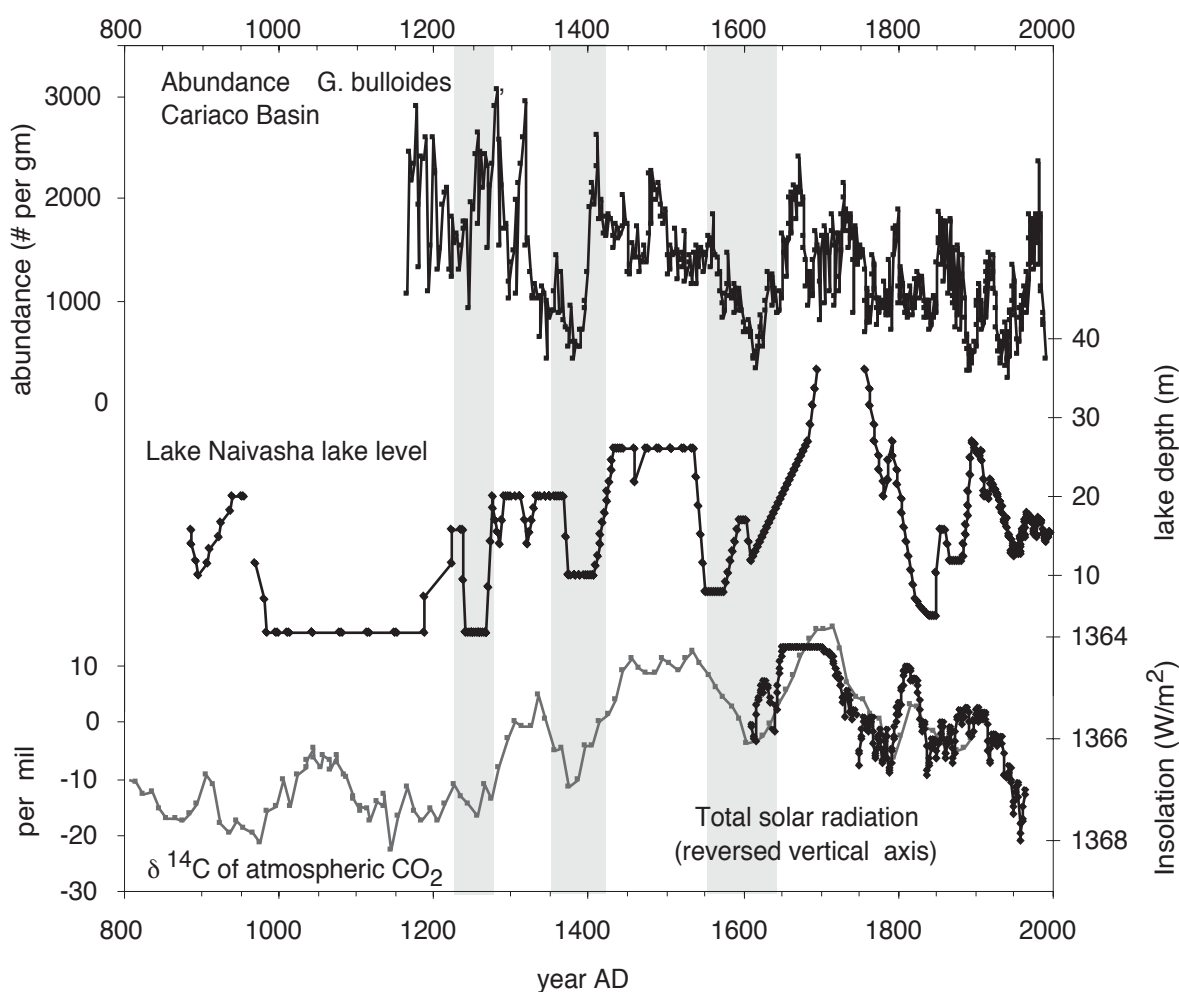 800 1000 1200 1400 1600 1800 2000
Abundance G. bulloides,
Cariaco Basin
abundance (# per gm)
3000
2000
1000
0
Lake Naivasha lake level
lake depth (m)
40
30
20
10
per mil
10
0
-10
-20
-30
δ 14C of atmospheric CO2
Total solar radiation
(reversed vertical axis)
Insolation (W/m2)
1364
1366
1368
800 1000 1200 1400 1600 1800 2000
year AD